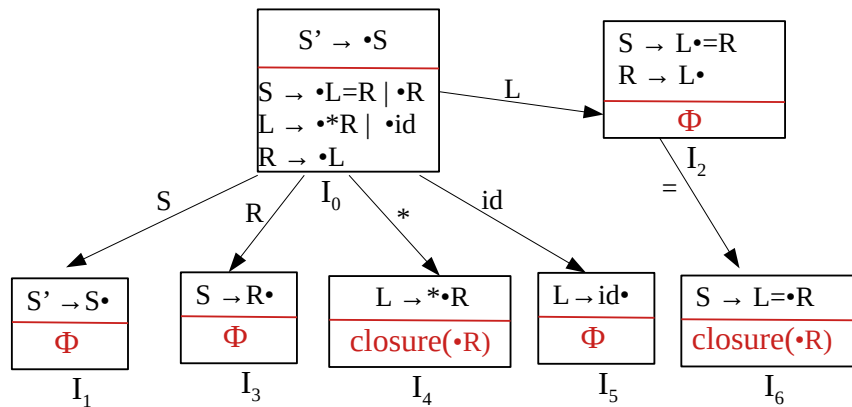 S’ → •S
S → •L=R | •R
L → •*R | •id
R → •L
I₀
L
S → L•=R
R → L•
Φ
I₂
=
S
R
*
id
S’ →S•
Φ
I₁
S →R•
Φ
I₃
L →*•R
closure(•R)
I₄
L→id•
Φ
I₅
S → L=•R
closure(•R)
I₆